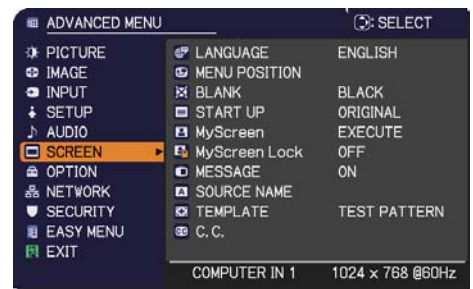 ADVANCED MENU : SELECT
PICTURE
IMAGE
INPUT
SETUP
AUDIO
SCREEN
OPTION
NETWORK
SECURITY
EASY MENU
EXIT
LANGUAGE ENGLISH
MENU POSITION
BLANK BLACK
START UP ORIGINAL
MyScreen EXECUTE
MyScreen Lock OFF
MESSAGE ON
SOURCE NAME
TEMPLATE TEST PATTERN
C.C.
COMPUTER IN 1 1024 x 768 @60Hz